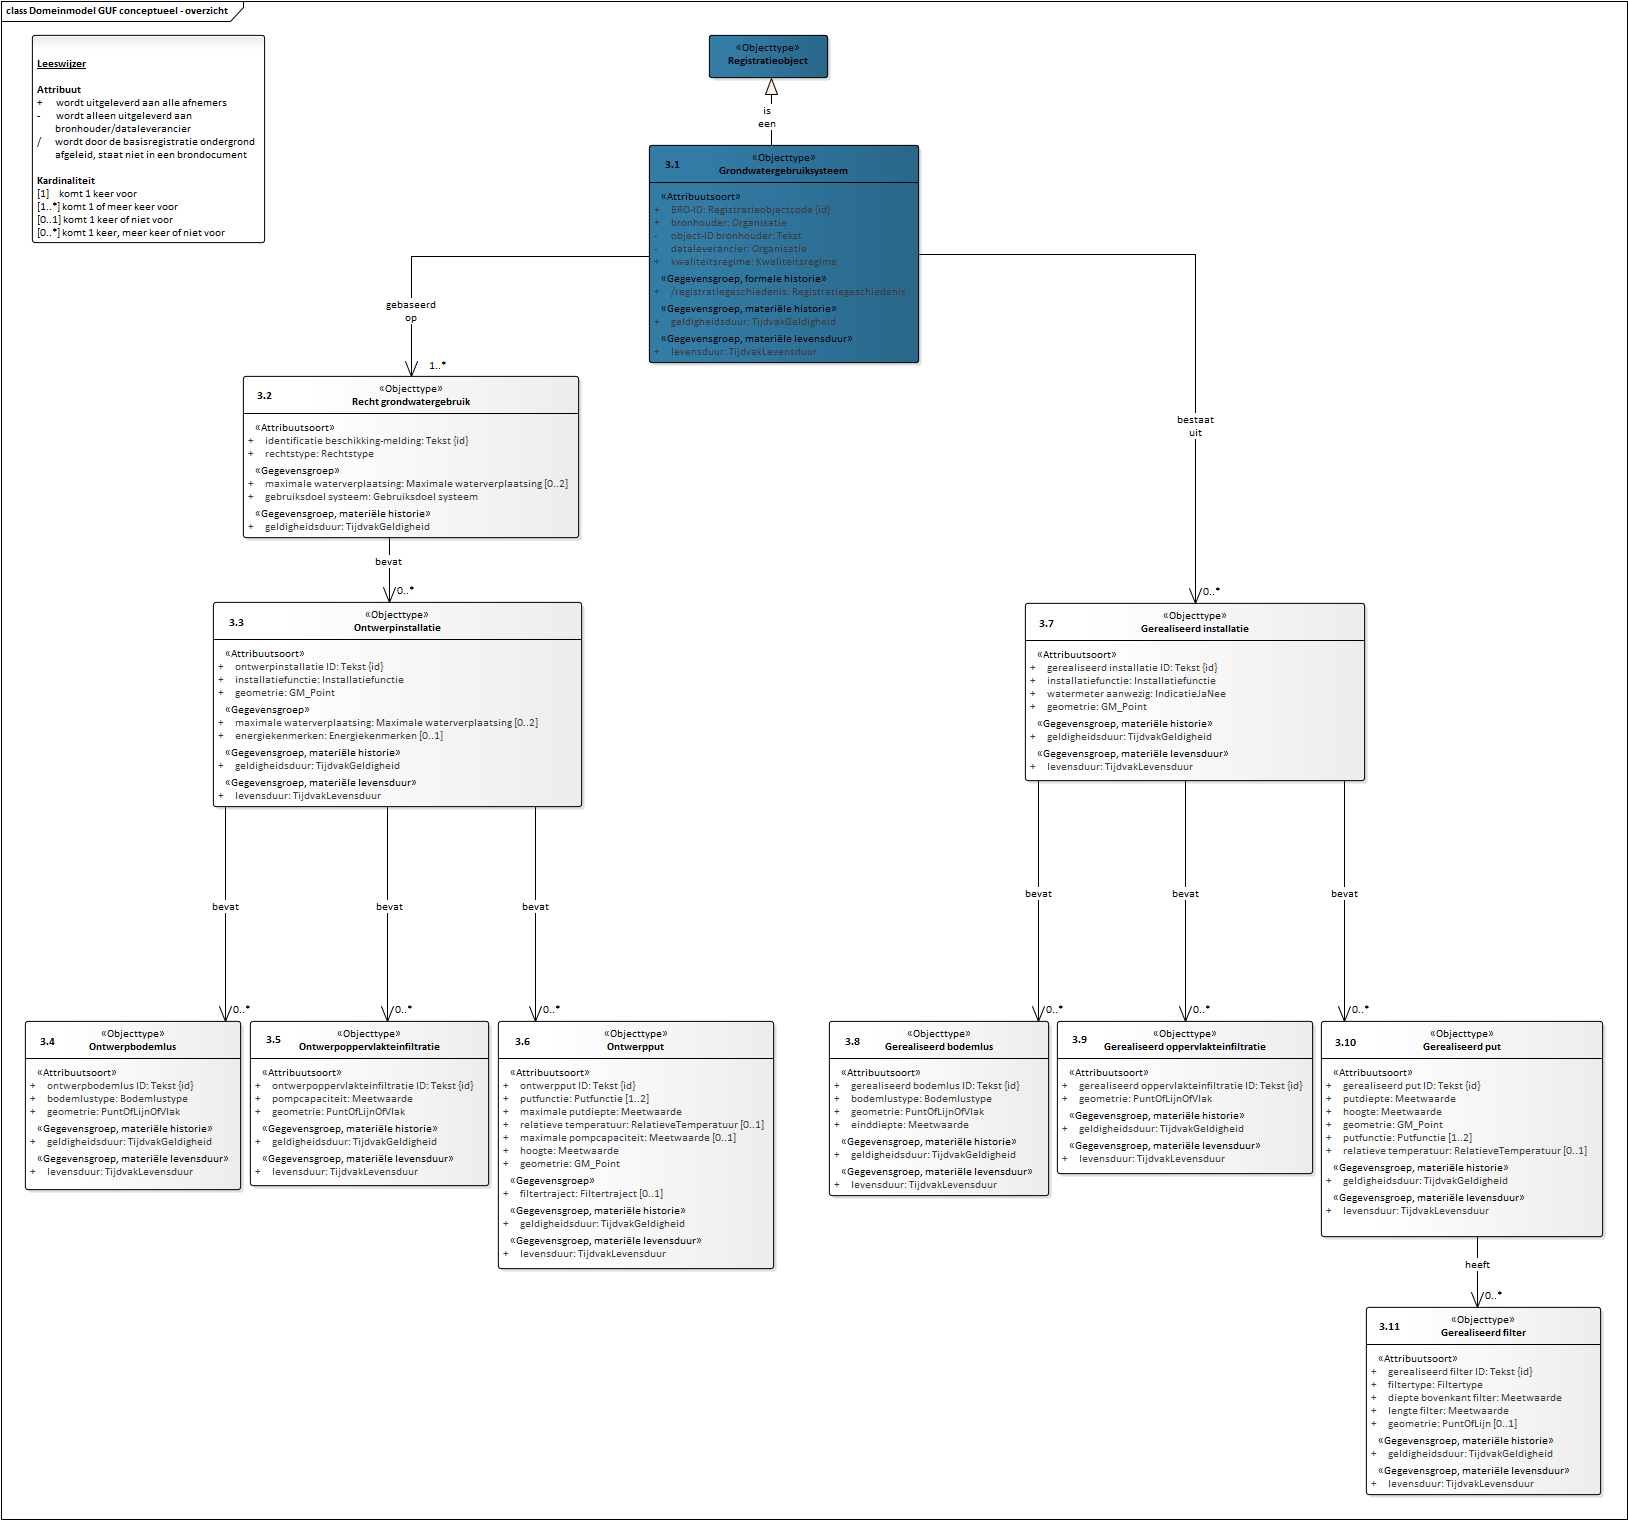 class Domeinmodel GUF conceptueel - overzicht
Leeswijzer
Attribuut
+ wordt uitgeleverd aan alle afnemers
- wordt alleen uitgeleverd aan
bronhouder/dataleverancier
/ wordt door de basisregistratie ondergrond
afgeleid, staat niet in een brondocument
Kardinaliteit
[1] komt 1 keer voor
[1..*] komt 1 of meer keer voor
[0..1] komt 1 keer of niet voor
[0..*] komt 1 keer, meer keer of niet voor
«Objecttype»
Registratieobject
is
een
3.1
«Objecttype»
Grondwatergebruiksysteem
«Attribuutsoort»
+ BRO-ID: Registratieobjectcode {id}
+ bronhouder: Organisatie
- object-ID bronhouder: Tekst
- dataleverancier: Organisatie
+ kwaliteitsregime: Kwaliteitsregime
«Gegevensgroep, formele historie»
+ /registratiegeschiedenis: Registratiegeschiedenis
«Gegevensgroep, materiële historie»
+ geldigheidsduur: TijdvakGeldigheid
«Gegevensgroep, materiële levensduur»
+ levensduur: TijdvakLevensduur
gebaseerd
op
1..*
3.2
«Objecttype»
Recht grondwatergebruik
«Attribuutsoort»
+ identificatie beschikking-melding: Tekst {id}
+ rechtstype: Rechtstype
«Gegevensgroep»
+ maximale waterverplaatsing: Maximale waterverplaatsing [0..2]
+ gebruiksdoel systeem: Gebruiksdoel systeem
«Gegevensgroep, materiële historie»
+ geldigheidsduur: TijdvakGeldigheid
bevat
0..*
3.3
«Objecttype»
Ontwerpinstallatie
«Attribuutsoort»
+ ontwerpinstallatie ID: Tekst {id}
+ installatiefunctie: Installatiefunctie
+ geometrie: GM_Point
«Gegevensgroep»
+ maximale waterverplaatsing: Maximale waterverplaatsing [0..2]
+ energiekenmerken: Energiekenmerken [0..1]
«Gegevensgroep, materiële historie»
+ geldigheidsduur: TijdvakGeldigheid
«Gegevensgroep, materiële levensduur»
+ levensduur: TijdvakLevensduur
bestaat
uit
0..*
3.7
«Objecttype»
Gerealiseerd installatie
«Attribuutsoort»
+ gerealiseerd installatie ID: Tekst {id}
+ installatiefunctie: Installatiefunctie
+ watermeter aanwezig: IndicatieJaNee
+ geometrie: GM_Point
«Gegevensgroep, materiële historie»
+ geldigheidsduur: TijdvakGeldigheid
«Gegevensgroep, materiële levensduur»
+ levensduur: TijdvakLevensduur
bevat
bevat
bevat
bevat
bevat
bevat
0..*
0..*
0..*
0..*
0..*
0..*
3.4
«Objecttype»
Ontwerpbodemlus
«Attribuutsoort»
+ ontwerpbodemlus ID: Tekst {id}
+ bodemlustype: Bodemlustype
+ geometrie: PuntOfLijnOfVlak
«Gegevensgroep, materiële historie»
+ geldigheidsduur: TijdvakGeldigheid
«Gegevensgroep, materiële levensduur»
+ levensduur: TijdvakLevensduur
3.5
«Objecttype»
Ontwerpoppervlakteinfiltratie
«Attribuutsoort»
+ ontwerpoppervlakteinfiltratie ID: Tekst {id}
+ pompcapaciteit: Meetwaarde
+ geometrie: PuntOfLijnOfVlak
«Gegevensgroep, materiële historie»
+ geldigheidsduur: TijdvakGeldigheid
«Gegevensgroep, materiële levensduur»
+ levensduur: TijdvakLevensduur
3.6
«Objecttype»
Ontwerpput
«Attribuutsoort»
+ ontwerpput ID: Tekst {id}
+ putfunctie: Putfunctie [1..2]
+ maximale putdiepte: Meetwaarde
+ relatieve temperatuur: RelatieveTemperatuur [0..1]
+ maximale pompcapaciteit: Meetwaarde [0..1]
+ hoogte: Meetwaarde
+ geometrie: GM_Point
«Gegevensgroep»
+ filtertraject: Filtertraject [0..1]
«Gegevensgroep, materiële historie»
+ geldigheidsduur: TijdvakGeldigheid
«Gegevensgroep, materiële levensduur»
+ levensduur: TijdvakLevensduur
3.8
«Objecttype»
Gerealiseerd bodemlus
«Attribuutsoort»
+ gerealiseerd bodemlus ID: Tekst {id}
+ bodemlustype: Bodemlustype
+ geometrie: PuntOfLijnOfVlak
+ einddiepte: Meetwaarde
«Gegevensgroep, materiële historie»
+ geldigheidsduur: TijdvakGeldigheid
«Gegevensgroep, materiële levensduur»
+ levensduur: TijdvakLevensduur
3.9
«Objecttype»
Gerealiseerd oppervlakteinfiltratie
«Attribuutsoort»
+ gerealiseerd oppervlakteinfiltratie ID: Tekst {id}
+ geometrie: PuntOfLijnOfVlak
«Gegevensgroep, materiële historie»
+ geldigheidsduur: TijdvakGeldigheid
«Gegevensgroep, materiële levensduur»
+ levensduur: TijdvakLevensduur
3.10
«Objecttype»
Gerealiseerd put
«Attribuutsoort»
+ gerealiseerd put ID: Tekst {id}
+ putdiepte: Meetwaarde
+ hoogte: Meetwaarde
+ geometrie: GM_Point
+ putfunctie: Putfunctie [1..2]
+ relatieve temperatuur: RelatieveTemperatuur [0..1]
«Gegevensgroep, materiële historie»
+ geldigheidsduur: TijdvakGeldigheid
«Gegevensgroep, materiële levensduur»
+ levensduur: TijdvakLevensduur
heeft
0..*
3.11
«Objecttype»
Gerealiseerd filter
«Attribuutsoort»
+ gerealiseerd filter ID: Tekst {id}
+ filtertype: Filtertype
+ diepte bovenkant filter: Meetwaarde
+ lengte filter: Meetwaarde
+ geometrie: PuntOfLijn [0..1]
«Gegevensgroep, materiële historie»
+ geldigheidsduur: TijdvakGeldigheid
«Gegevensgroep, materiële levensduur»
+ levensduur: TijdvakLevensduur